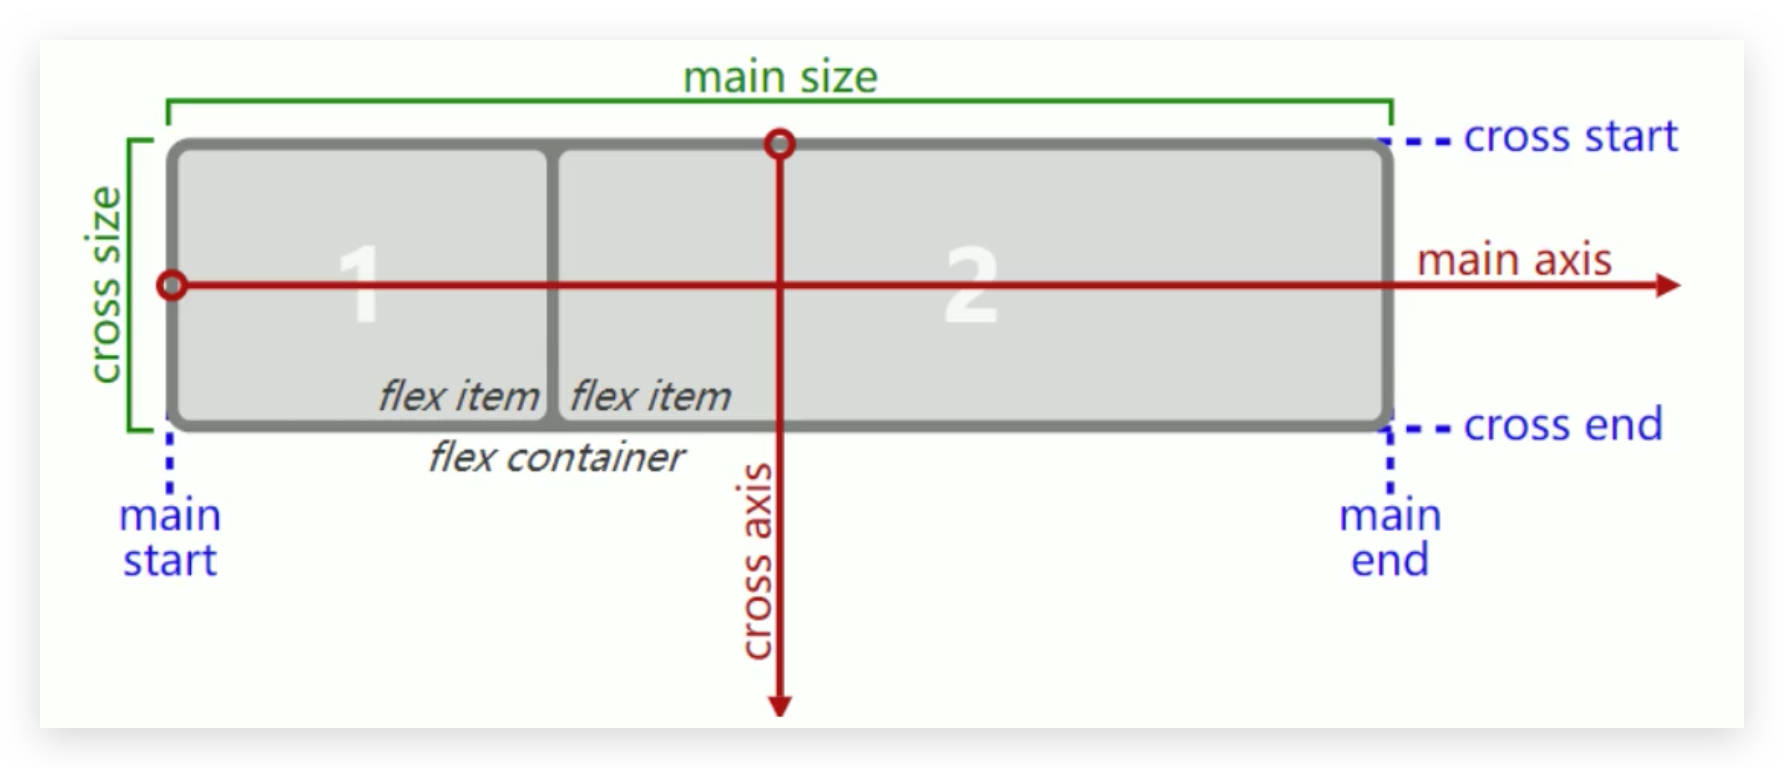 main size
cross start
cross size
1
2
main axis
flex item
flex item
cross end
flex container
main
start
cross axis
main
end